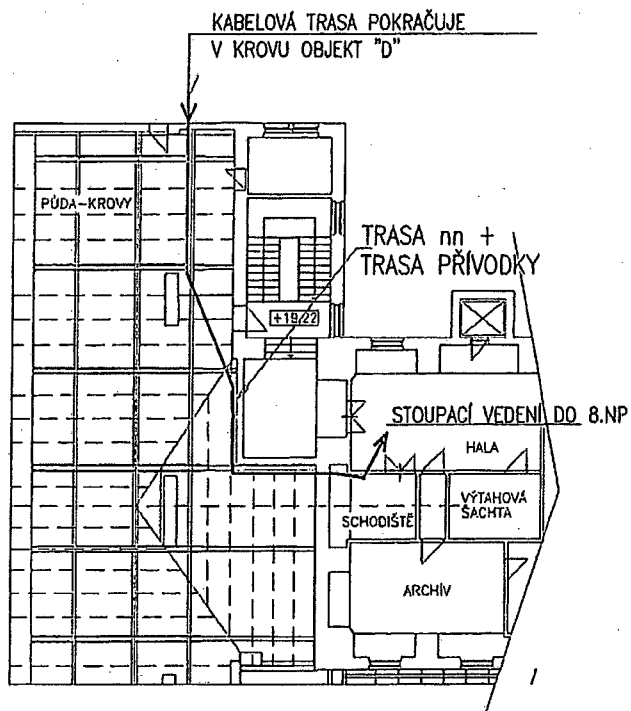 KABELOVÁ TRASA POKRAČUJE
V KROVU OBJEKT "D"
PŮDA-KROVY
TRASA nn +
TRASA PŘÍVODKY
+19,22
STOUPACÍ VEDENÍ DO 8.NP
HALA
VÝTAHOVÁ
ŠACHTA
SCHODIŠTĚ
ARCHÍV